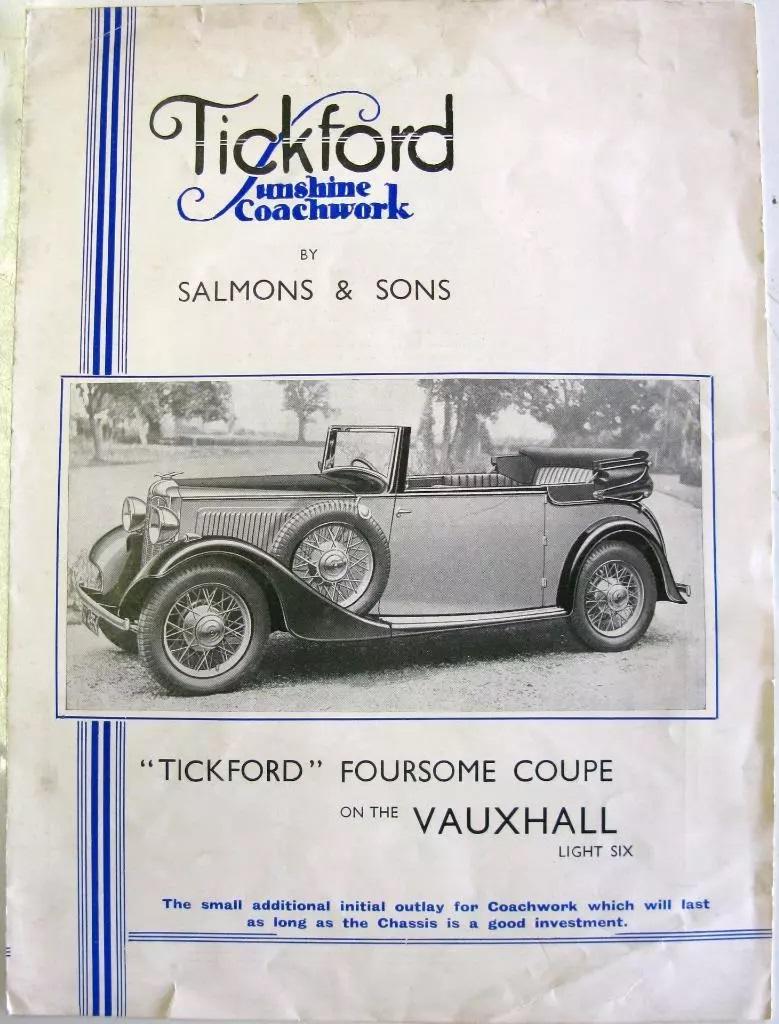 Tickford
Sunshine
Coachwork
BY
SALMONS & SONS
"TICKFORD" FOURSOME COUPE
ON THE VAUXHALL
LIGHT SIX
The small additional initial outlay for Coachwork which will last
as long as the Chassis is a good investment.